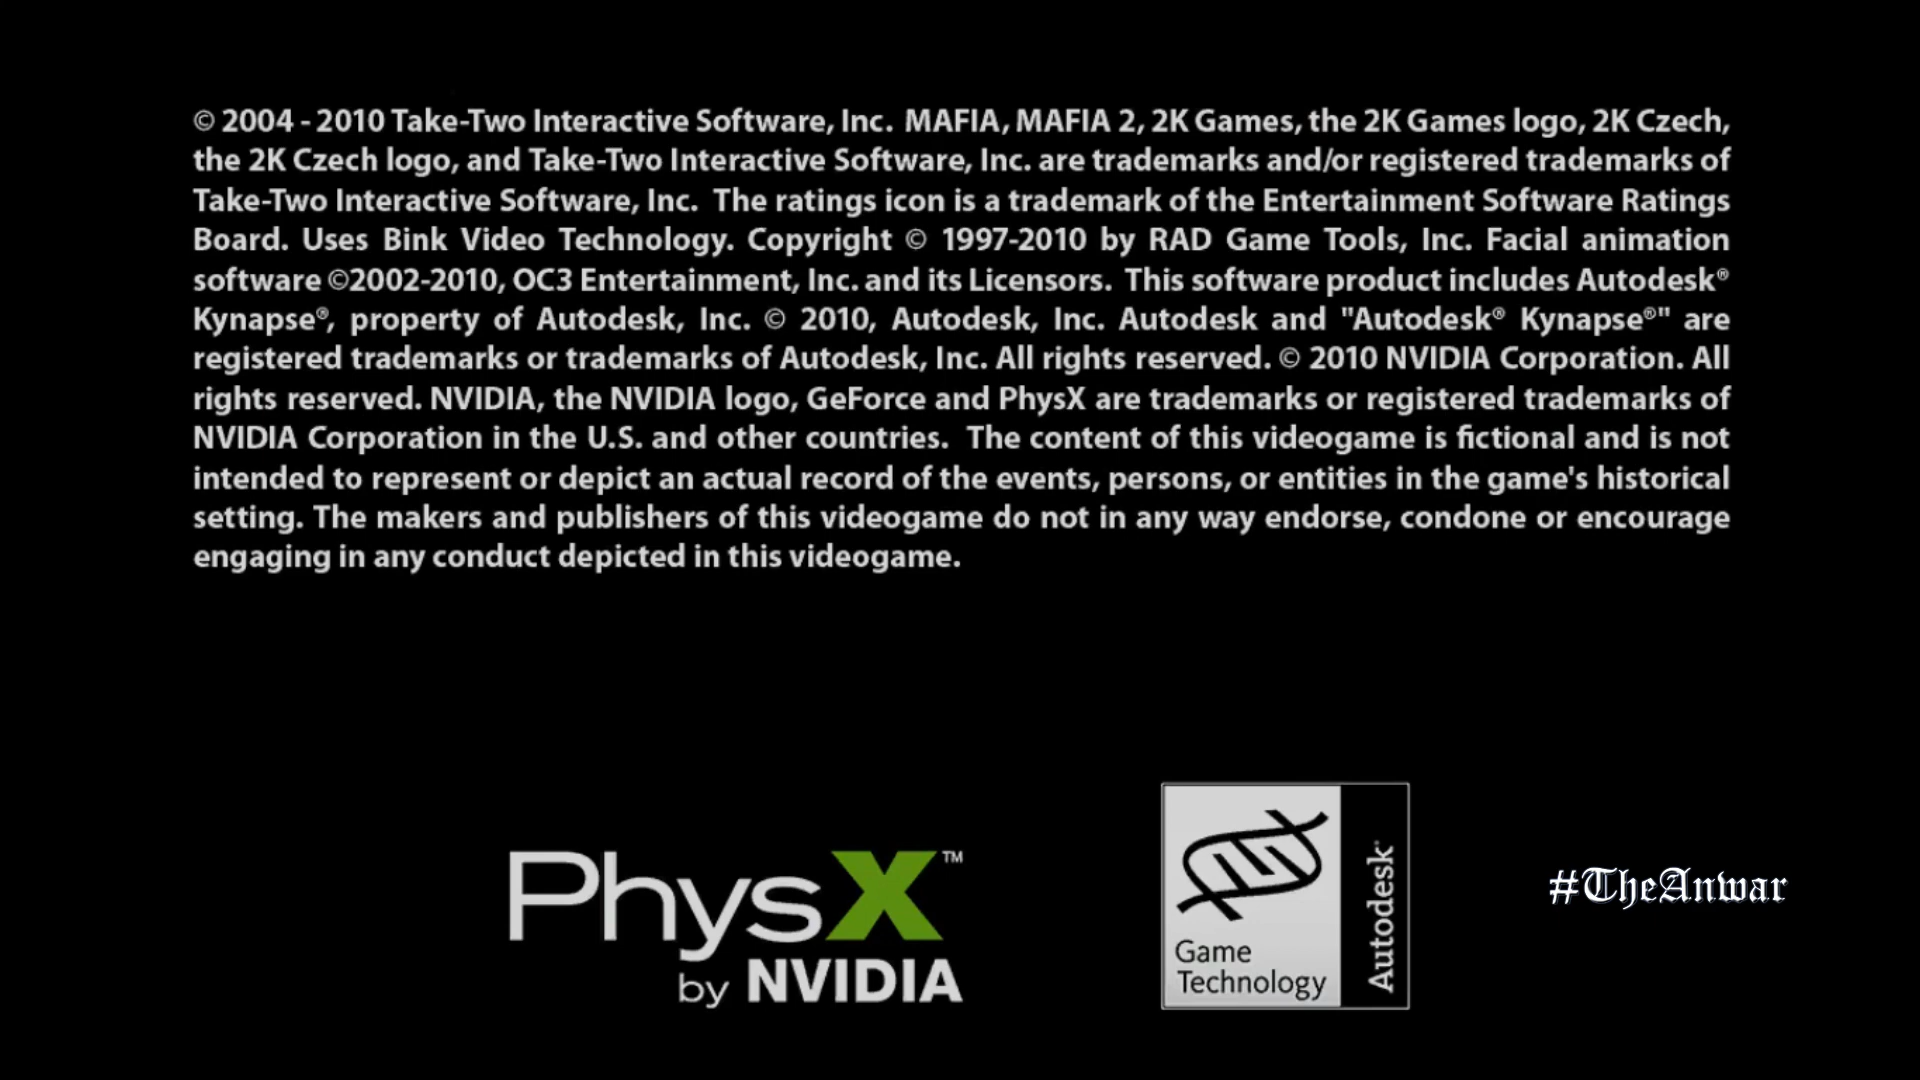 © 2004 - 2010 Take-Two Interactive Software, Inc. MAFIA, MAFIA 2, 2K Games, the 2K Games logo, 2K Czech,
the 2K Czech logo, and Take-Two Interactive Software, Inc. are trademarks and/or registered trademarks of
Take-Two Interactive Software, Inc. The ratings icon is a trademark of the Entertainment Software Ratings
Board. Uses Bink Video Technology. Copyright © 1997-2010 by RAD Game Tools, Inc. Facial animation
software ©2002-2010, OC3 Entertainment, Inc. and its Licensors. This software product includes Autodesk®
Kynapse®, property of Autodesk, Inc. © 2010, Autodesk, Inc. Autodesk and "Autodesk® Kynapse®" are
registered trademarks or trademarks of Autodesk, Inc. All rights reserved. © 2010 NVIDIA Corporation. All
rights reserved. NVIDIA, the NVIDIA logo, GeForce and PhysX are trademarks or registered trademarks of
NVIDIA Corporation in the U.S. and other countries. The content of this videogame is fictional and is not
intended to represent or depict an actual record of the events, persons, or entities in the game's historical
setting. The makers and publishers of this videogame do not in any way endorse, condone or encourage
engaging in any conduct depicted in this videogame.
PhysX™
by NVIDIA
Game
Technology
Autodesk®
#TheAnwar